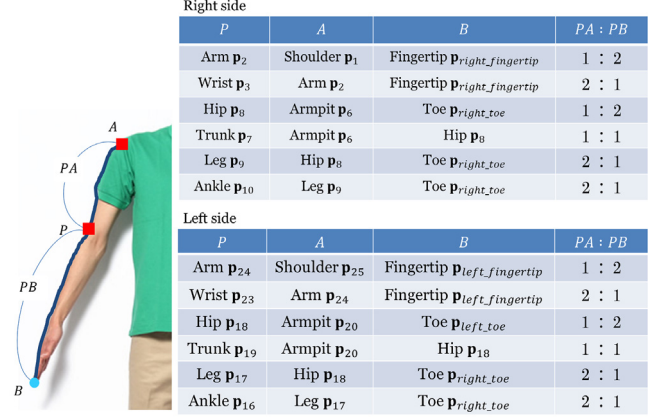 Right side
P A B PA : PB
Arm p2 Shoulder p1 Fingertip pright_fingertip 1 : 2
Wrist p3 Arm p2 Fingertip pright_fingertip 2 : 1
Hip p8 Armpit p6 Toe pright_toe 1 : 2
Trunk p7 Armpit p6 Hip p8 1 : 1
Leg p9 Hip p8 Toe pright_toe 2 : 1
Ankle p10 Leg p9 Toe pright_toe 2 : 1
Left side
P A B PA : PB
Arm p24 Shoulder p25 Fingertip pleft_fingertip 1 : 2
Wrist p23 Arm p24 Fingertip pleft_fingertip 2 : 1
Hip p18 Armpit p20 Toe pleft_toe 1 : 2
Trunk p19 Armpit p20 Hip p18 1 : 1
Leg p17 Hip p18 Toe pright_toe 2 : 1
Ankle p16 Leg p17 Toe pright_toe 2 : 1
A
PA
P
PB
B